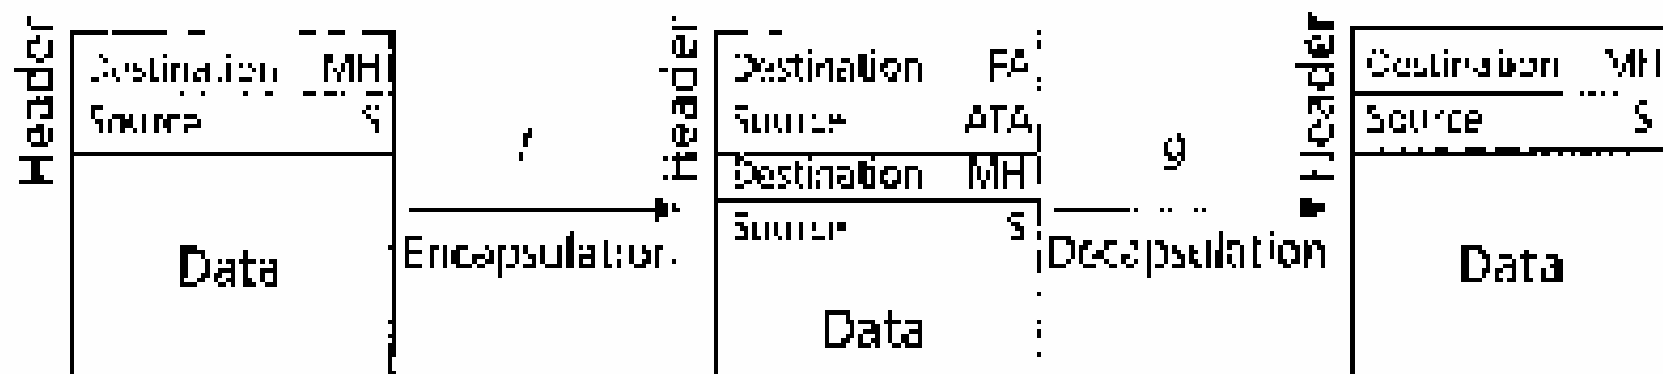 Header
Destination MH
Source S
Data
f
Encapsulation
Header
Destination FA
Source ATA
Destination MH
Source S
Data
g
Decapsulation
Header
Destination MH
Source S
Data